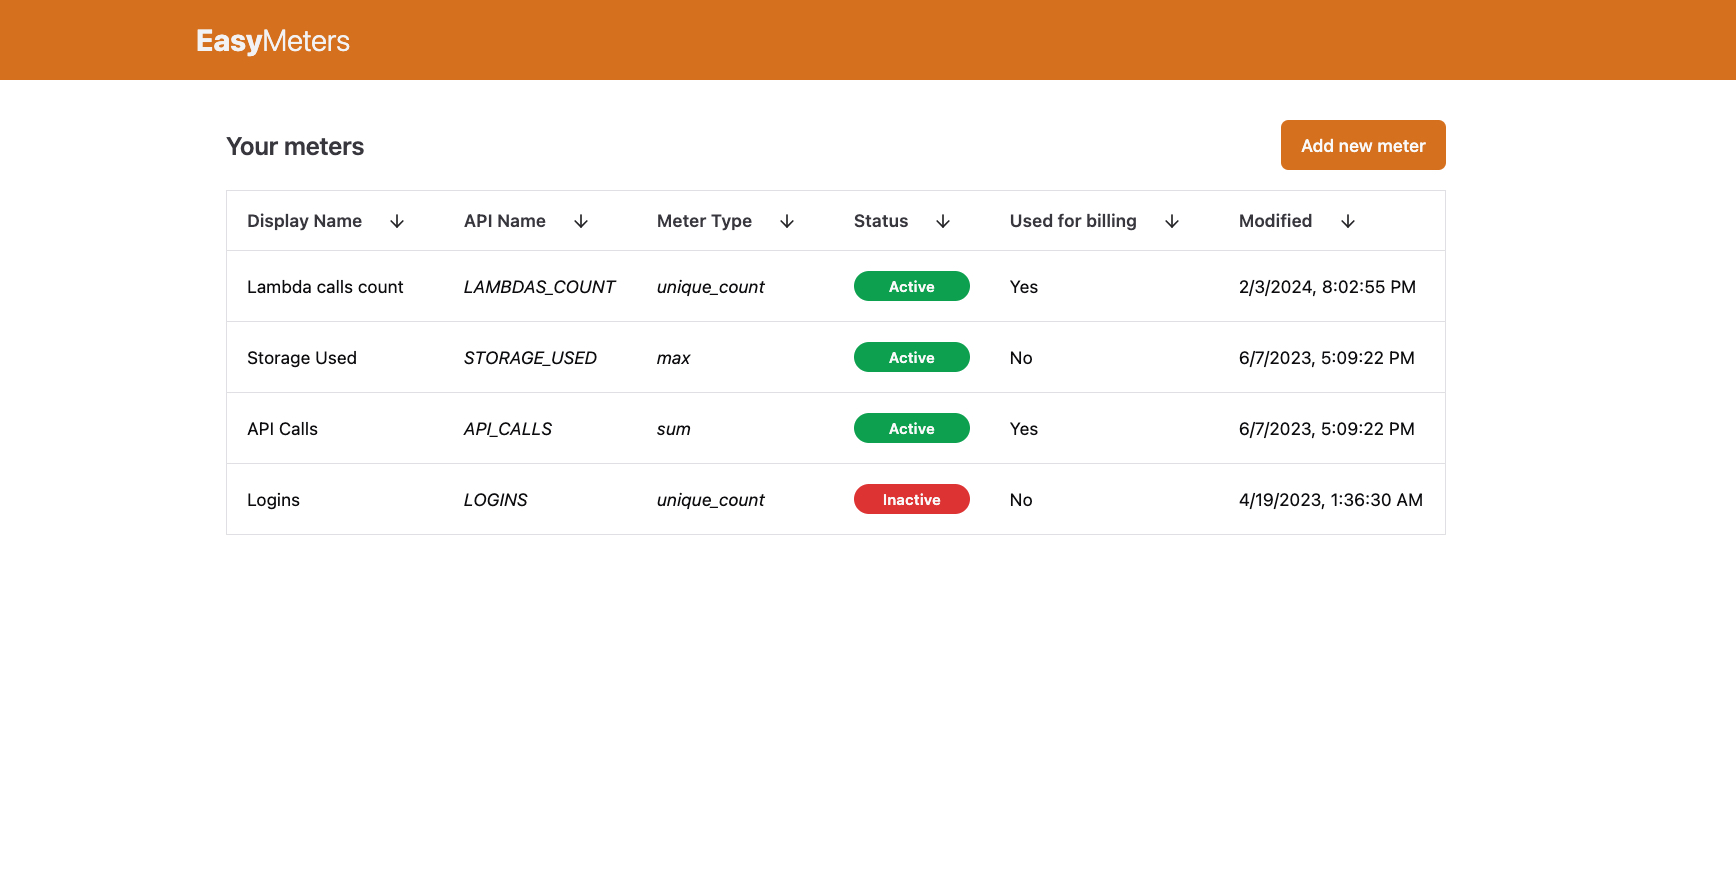 EasyMeters
Your meters
Add new meter
Display Name API Name Meter Type Status Used for billing Modified
Lambda calls count LAMBDAS_COUNT unique_count Active Yes 2/3/2024, 8:02:55 PM
Storage Used STORAGE_USED max Active No 6/7/2023, 5:09:22 PM
API Calls API_CALLS sum Active Yes 6/7/2023, 5:09:22 PM
Logins LOGINS unique_count Inactive No 4/19/2023, 1:36:30 AM